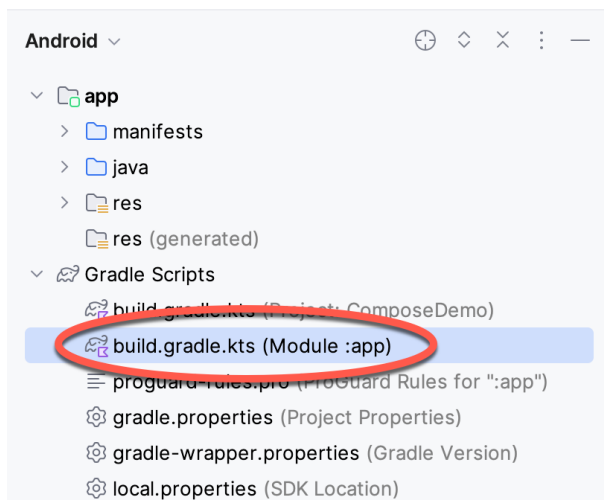 Android
app
manifests
java
res
res (generated)
Gradle Scripts
build.gradle.kts (Project: ComposeDemo)
build.gradle.kts (Module :app)
proguard-rules.pro (ProGuard Rules for ":app")
gradle.properties (Project Properties)
gradle-wrapper.properties (Gradle Version)
local.properties (SDK Location)